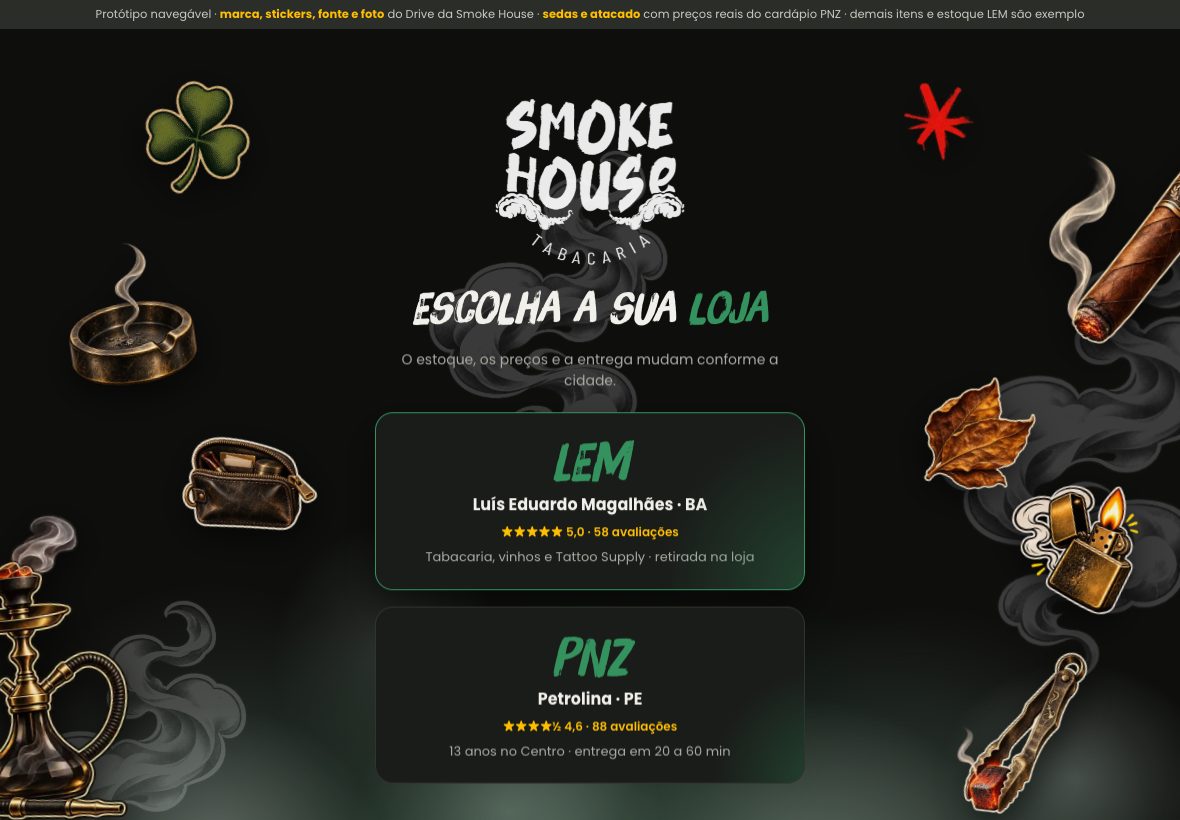 Protótipo navegável · marca, stickers, fonte e foto do Drive da Smoke House · sedas e atacado com preços reais do cardápio PNZ · demais itens e estoque LEM são exemplo
SMOKE
HOUSE
TABACARIA
ESCOLHA A SUA LOJA
O estoque, os preços e a entrega mudam conforme a
cidade.
LEM
Luís Eduardo Magalhães · BA
★★★★★ 5,0 · 58 avaliações
Tabacaria, vinhos e Tattoo Supply · retirada na loja
PNZ
Petrolina · PE
★★★★½ 4,6 · 88 avaliações
13 anos no Centro · entrega em 20 a 60 min